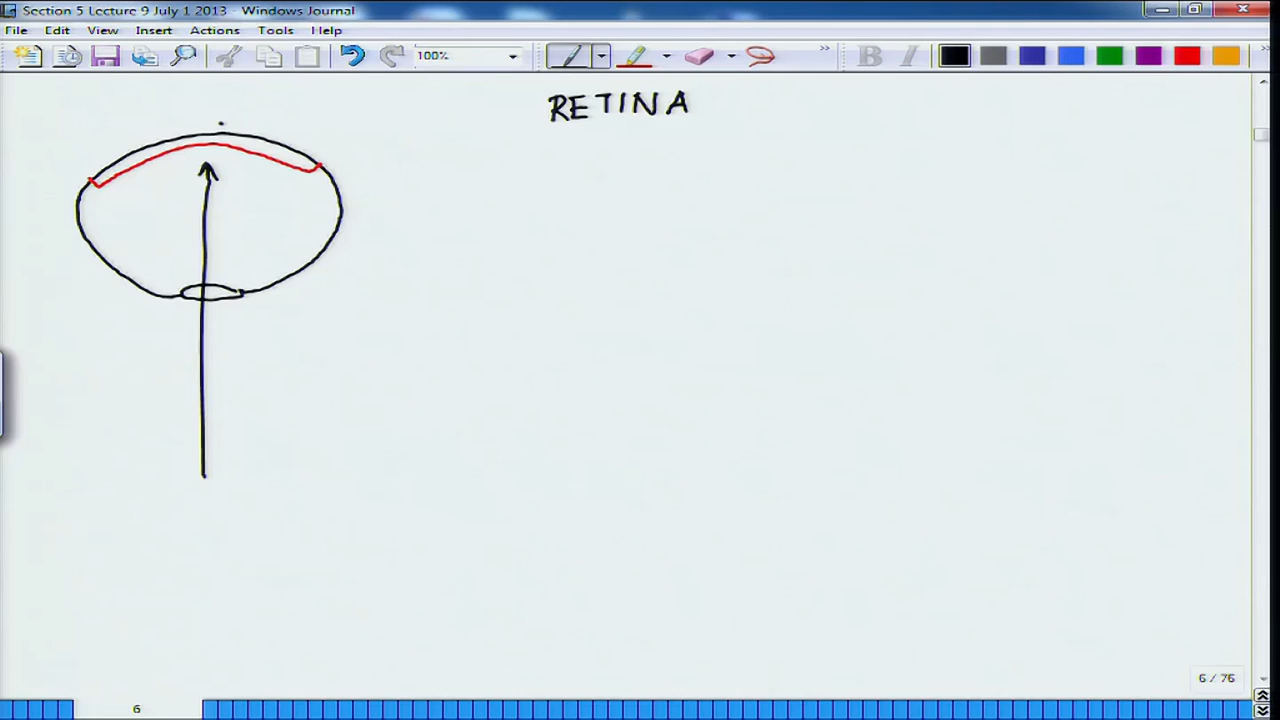 Section 5 Lecture 9 July 1 2013 - Windows Journal
File Edit View Insert Actions Tools Help
100% B I
RETINA
6 / 76
6